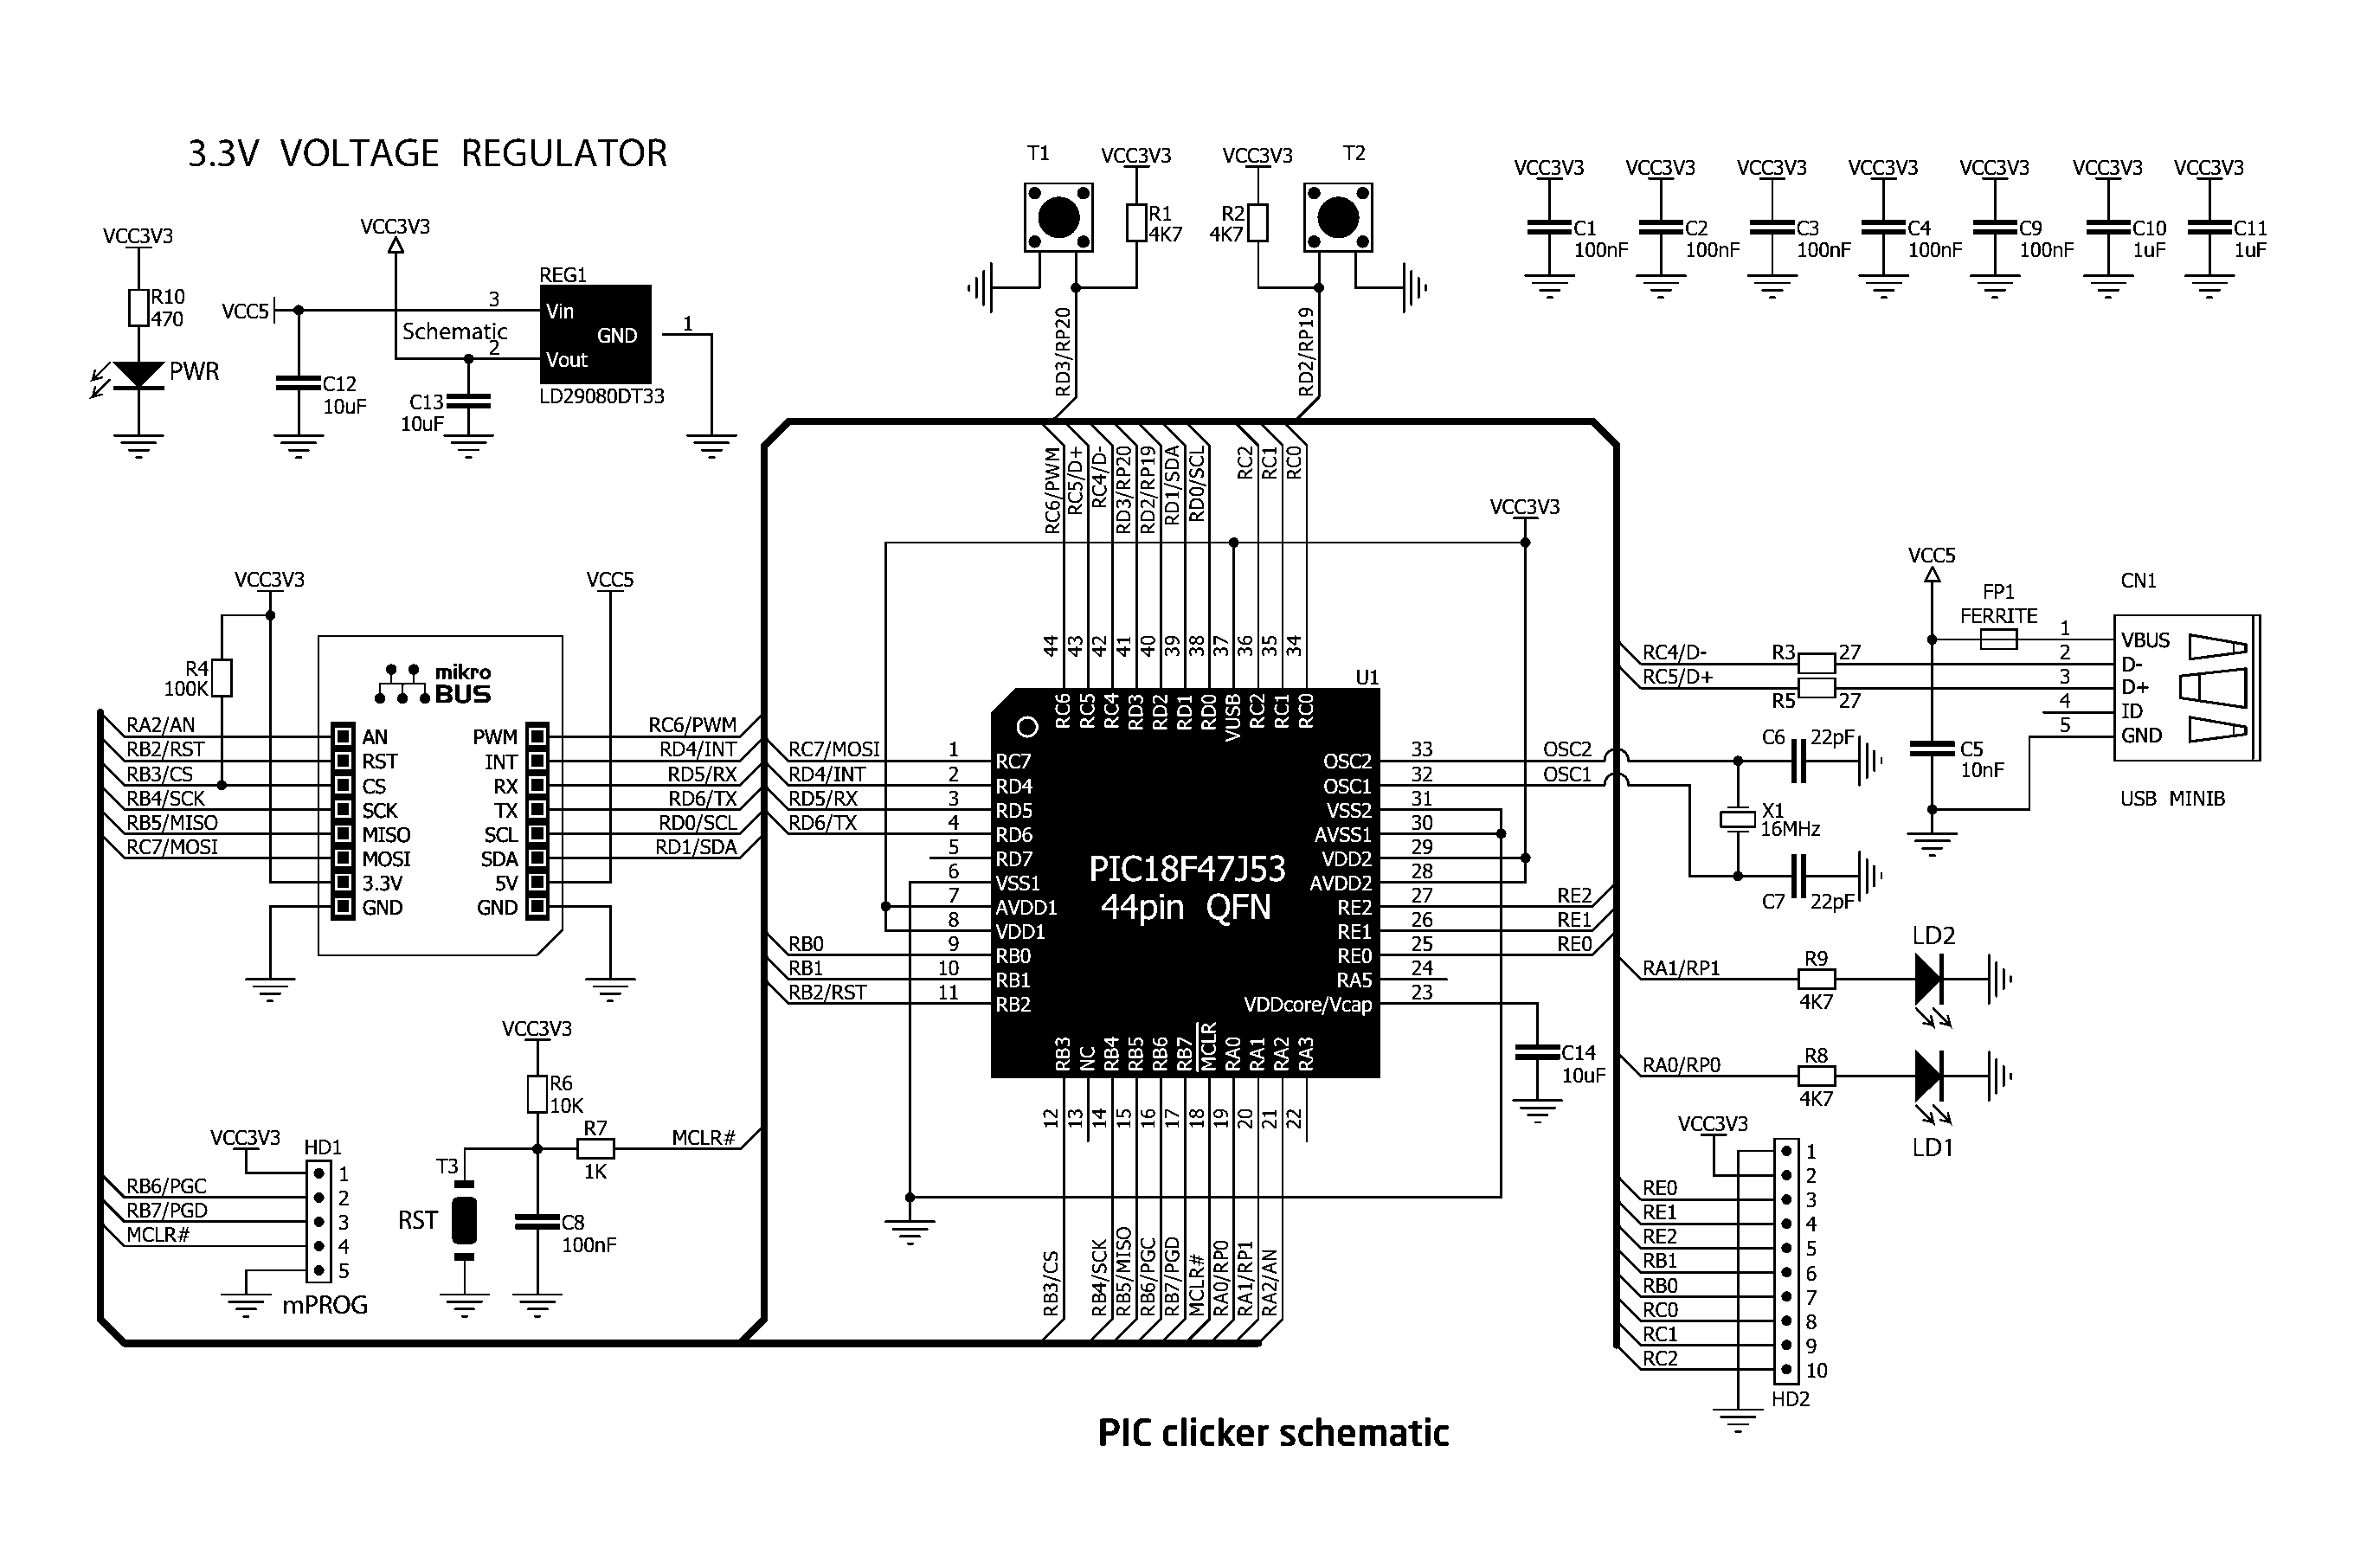 3.3V VOLTAGE REGULATOR
VCC3V3
R10
470
PWR
VCC3V3
VCC5
C12
10uF
Schematic
3
2
C13
10uF
REG1
Vin
GND
Vout
LD29080DT33
1
T1
VCC3V3
R1
4K7
RD3/RP20
VCC3V3
T2
R2
4K7
RD2/RP19
VCC3V3
C1
100nF
VCC3V3
C2
100nF
VCC3V3
C3
100nF
VCC3V3
C4
100nF
VCC3V3
C9
100nF
VCC3V3
C10
1uF
VCC3V3
C11
1uF
VCC3V3
R4
100K
VCC5
mikro
BUS
RA2/AN
RB2/RST
RB3/CS
RB4/SCK
RB5/MISO
RC7/MOSI
AN
RST
CS
SCK
MISO
MOSI
3.3V
GND
PWM
INT
RX
TX
SCL
SDA
5V
GND
RC6/PWM
RD4/INT
RD5/RX
RD6/TX
RD0/SCL
RD1/SDA
RC7/MOSI
RD4/INT
RD5/RX
RD6/TX
RB0
RB1
RB2/RST
1
2
3
4
5
6
7
8
9
10
11
RC7
RD4
RD5
RD6
RD7
VSS1
AVDD1
VDD1
RB0
RB1
RB2
RC6/PWM
RC5/D+
RC4/D-
RD3/RP20
RD2/RP19
RD1/SDA
RD0/SCL
RC2
RC1
RC0
44
43
42
41
40
39
38
37
36
35
34
RC6
RC5
RC4
RD3
RD2
RD1
RD0
VUSB
RC2
RC1
RC0
U1
PIC18F47J53
44pin QFN
OSC2
OSC1
VSS2
AVSS1
VDD2
AVDD2
RE2
RE1
RE0
RA5
VDDcore/Vcap
33
32
31
30
29
28
27
26
25
24
23
OSC2
OSC1
RE2
RE1
RE0
VCC3V3
C14
10uF
RB3
NC
RB4
RB5
RB6
RB7
MCLR
RA0
RA1
RA2
RA3
12
13
14
15
16
17
18
19
20
21
22
RB3/CS
RB4/SCK
RB5/MISO
RB6/PGC
RB7/PGD
MCLR#
RA0/RP0
RA1/RP1
RA2/AN
VCC5
FP1
FERRITE
CN1
RC4/D-
RC5/D+
R3
27
R5
27
1
2
3
4
5
VBUS
D-
D+
ID
GND
USB MINIB
C5
10nF
C6
22pF
X1
16MHz
C7
22pF
RA1/RP1
R9
4K7
LD2
RA0/RP0
R8
4K7
LD1
VCC3V3
RE0
RE1
RE2
RB1
RB0
RC0
RC1
RC2
1
2
3
4
5
6
7
8
9
10
HD2
VCC3V3
R6
10K
R7
1K
MCLR#
T3
RST
C8
100nF
VCC3V3
HD1
RB6/PGC
RB7/PGD
MCLR#
1
2
3
4
5
mPROG
PIC clicker schematic